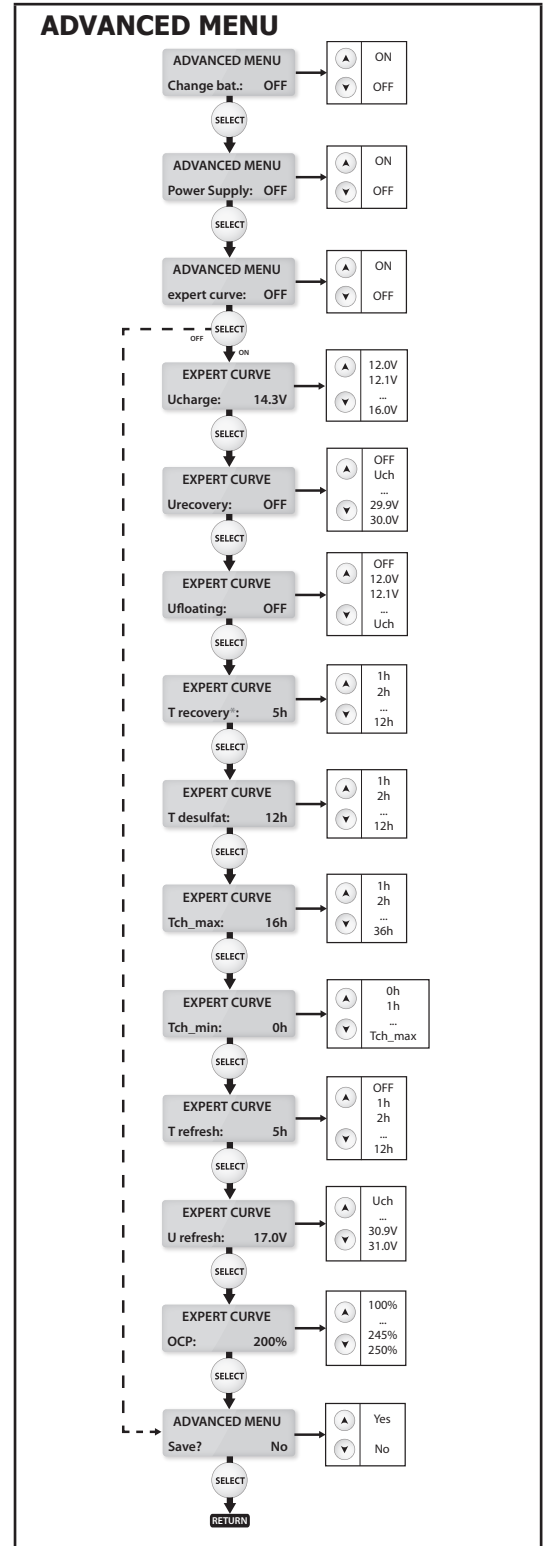 ADVANCED MENU
ADVANCED MENU
Change bat.: OFF
ON
OFF
SELECT
ADVANCED MENU
Power Supply: OFF
ON
OFF
SELECT
ADVANCED MENU
expert curve: OFF
ON
OFF
SELECT
OFF
ON
EXPERT CURVE
Ucharge: 14.3V
12.0V
12.1V
...
16.0V
SELECT
EXPERT CURVE
Urecovery: OFF
OFF
Uch
...
29.9V
30.0V
SELECT
EXPERT CURVE
Ufloating: OFF
OFF
12.0V
12.1V
...
Uch
SELECT
EXPERT CURVE
T recovery*: 5h
1h
2h
...
12h
SELECT
EXPERT CURVE
T desulfat: 12h
1h
2h
...
12h
SELECT
EXPERT CURVE
Tch_max: 16h
1h
2h
...
36h
SELECT
EXPERT CURVE
Tch_min: 0h
0h
1h
...
Tch_max
SELECT
EXPERT CURVE
T refresh: 5h
OFF
1h
2h
...
12h
SELECT
EXPERT CURVE
U refresh: 17.0V
Uch
...
30.9V
31.0V
SELECT
EXPERT CURVE
OCP: 200%
100%
...
245%
250%
SELECT
ADVANCED MENU
Save? No
Yes
No
SELECT
RETURN